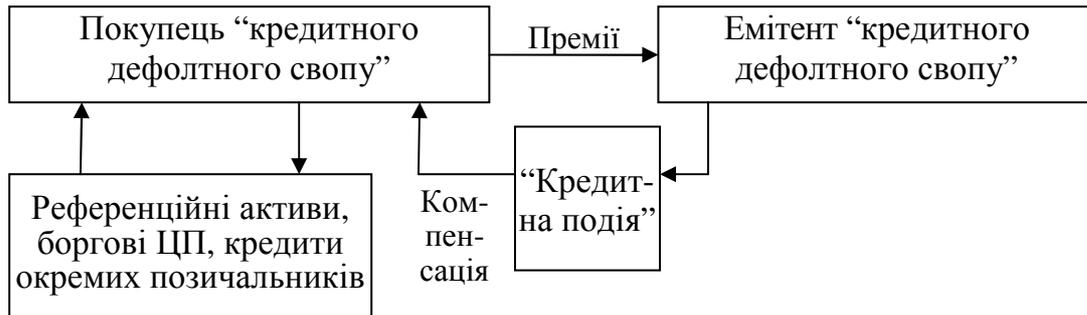 Покупець “кредитного
дефолтного свопу”
Премії
Емітент “кредитного
дефолтного свопу”
Референційні активи,
боргові ЦП, кредити
окремих позичальників
Ком-
пен-
сація
“Кредит-
на подія”